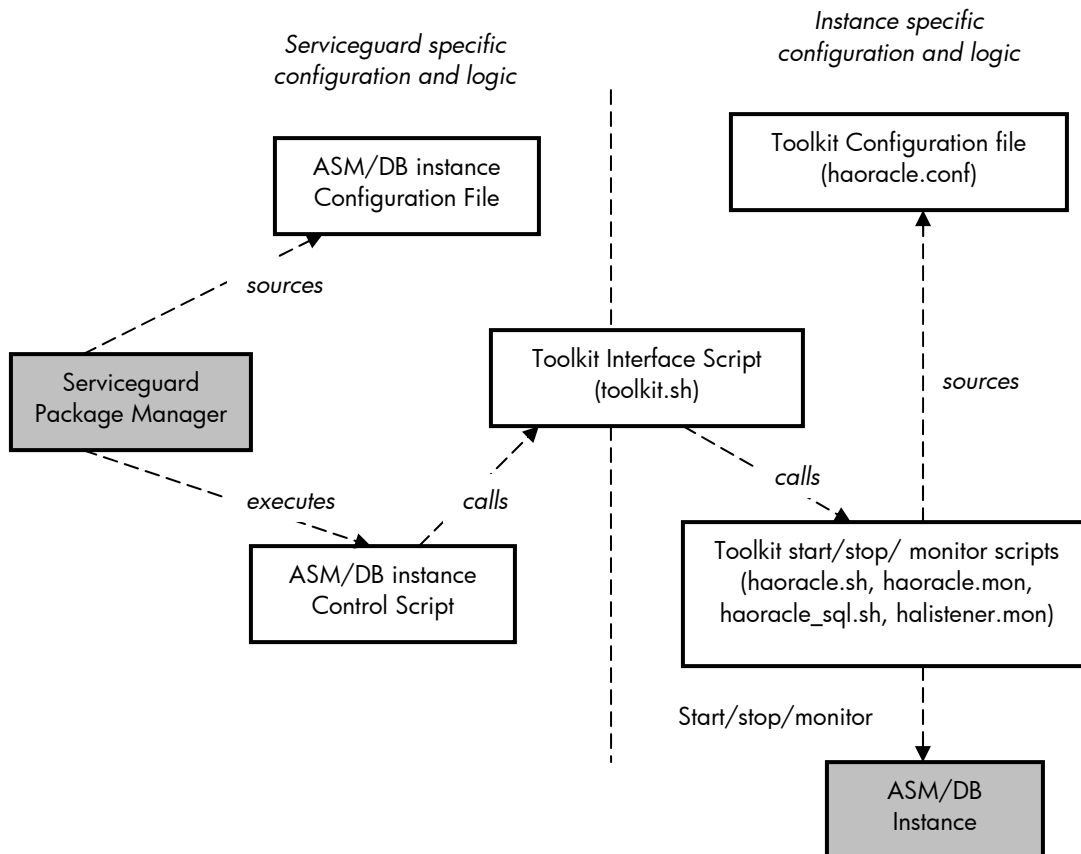 Serviceguard specific
configuration and logic
Instance specific
configuration and logic
ASM/DB instance
Configuration File
Toolkit Configuration file
(haoracle.conf)
sources
Serviceguard
Package Manager
Toolkit Interface Script
(toolkit.sh)
sources
executes
calls
calls
ASM/DB instance
Control Script
Toolkit start/stop/ monitor scripts
(haoracle.sh, haoracle.mon,
haoracle_sql.sh, halistener.mon)
Start/stop/monitor
ASM/DB
Instance